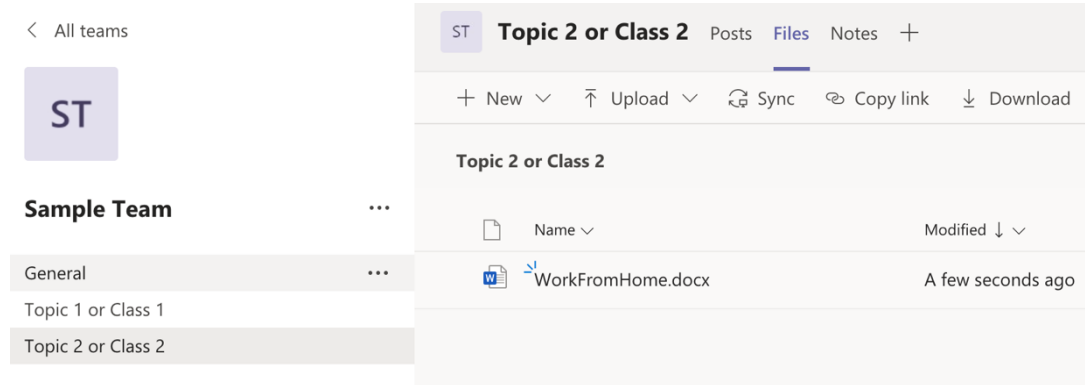 All teams
ST
Sample Team
General
Topic 1 or Class 1
Topic 2 or Class 2
ST Topic 2 or Class 2 Posts Files Notes
New Upload Sync Copy link Download
Topic 2 or Class 2
Name Modified
WorkFromHome.docx A few seconds ago